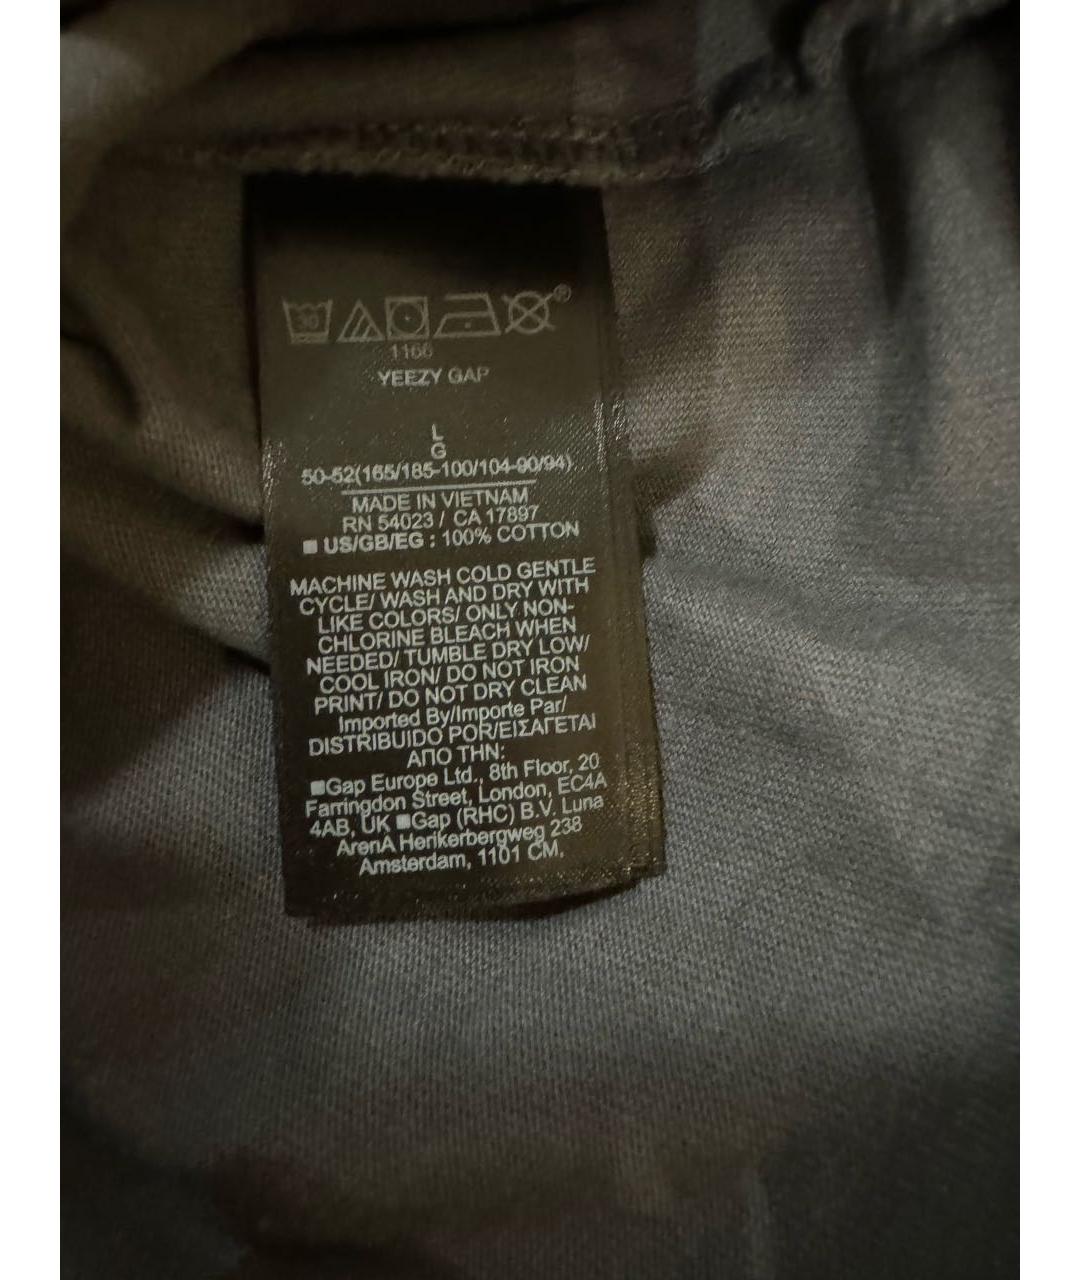 30
®
1166
YEEZY GAP
L
G
50-52(165/185-100/104-90/94)
MADE IN VIETNAM
RN 54023 / CA 17897
■ US/GB/EG : 100% COTTON
MACHINE WASH COLD GENTLE
CYCLE/ WASH AND DRY WITH
LIKE COLORS/ ONLY NON-
CHLORINE BLEACH WHEN
NEEDED/ TUMBLE DRY LOW/
COOL IRON/ DO NOT IRON
PRINT/ DO NOT DRY CLEAN
Imported By/Importe Par/
DISTRIBUIDO POR/ΕΙΣΑΓΕΤΑΙ
ΑΠΟ ΤΗΝ:
■Gap Europe Ltd., 8th Floor, 20
Farringdon Street, London, EC4A
4AB, UK ■Gap (RHC) B.V. Luna
ArenA Herikerbergweg 238
Amsterdam, 1101 CM,